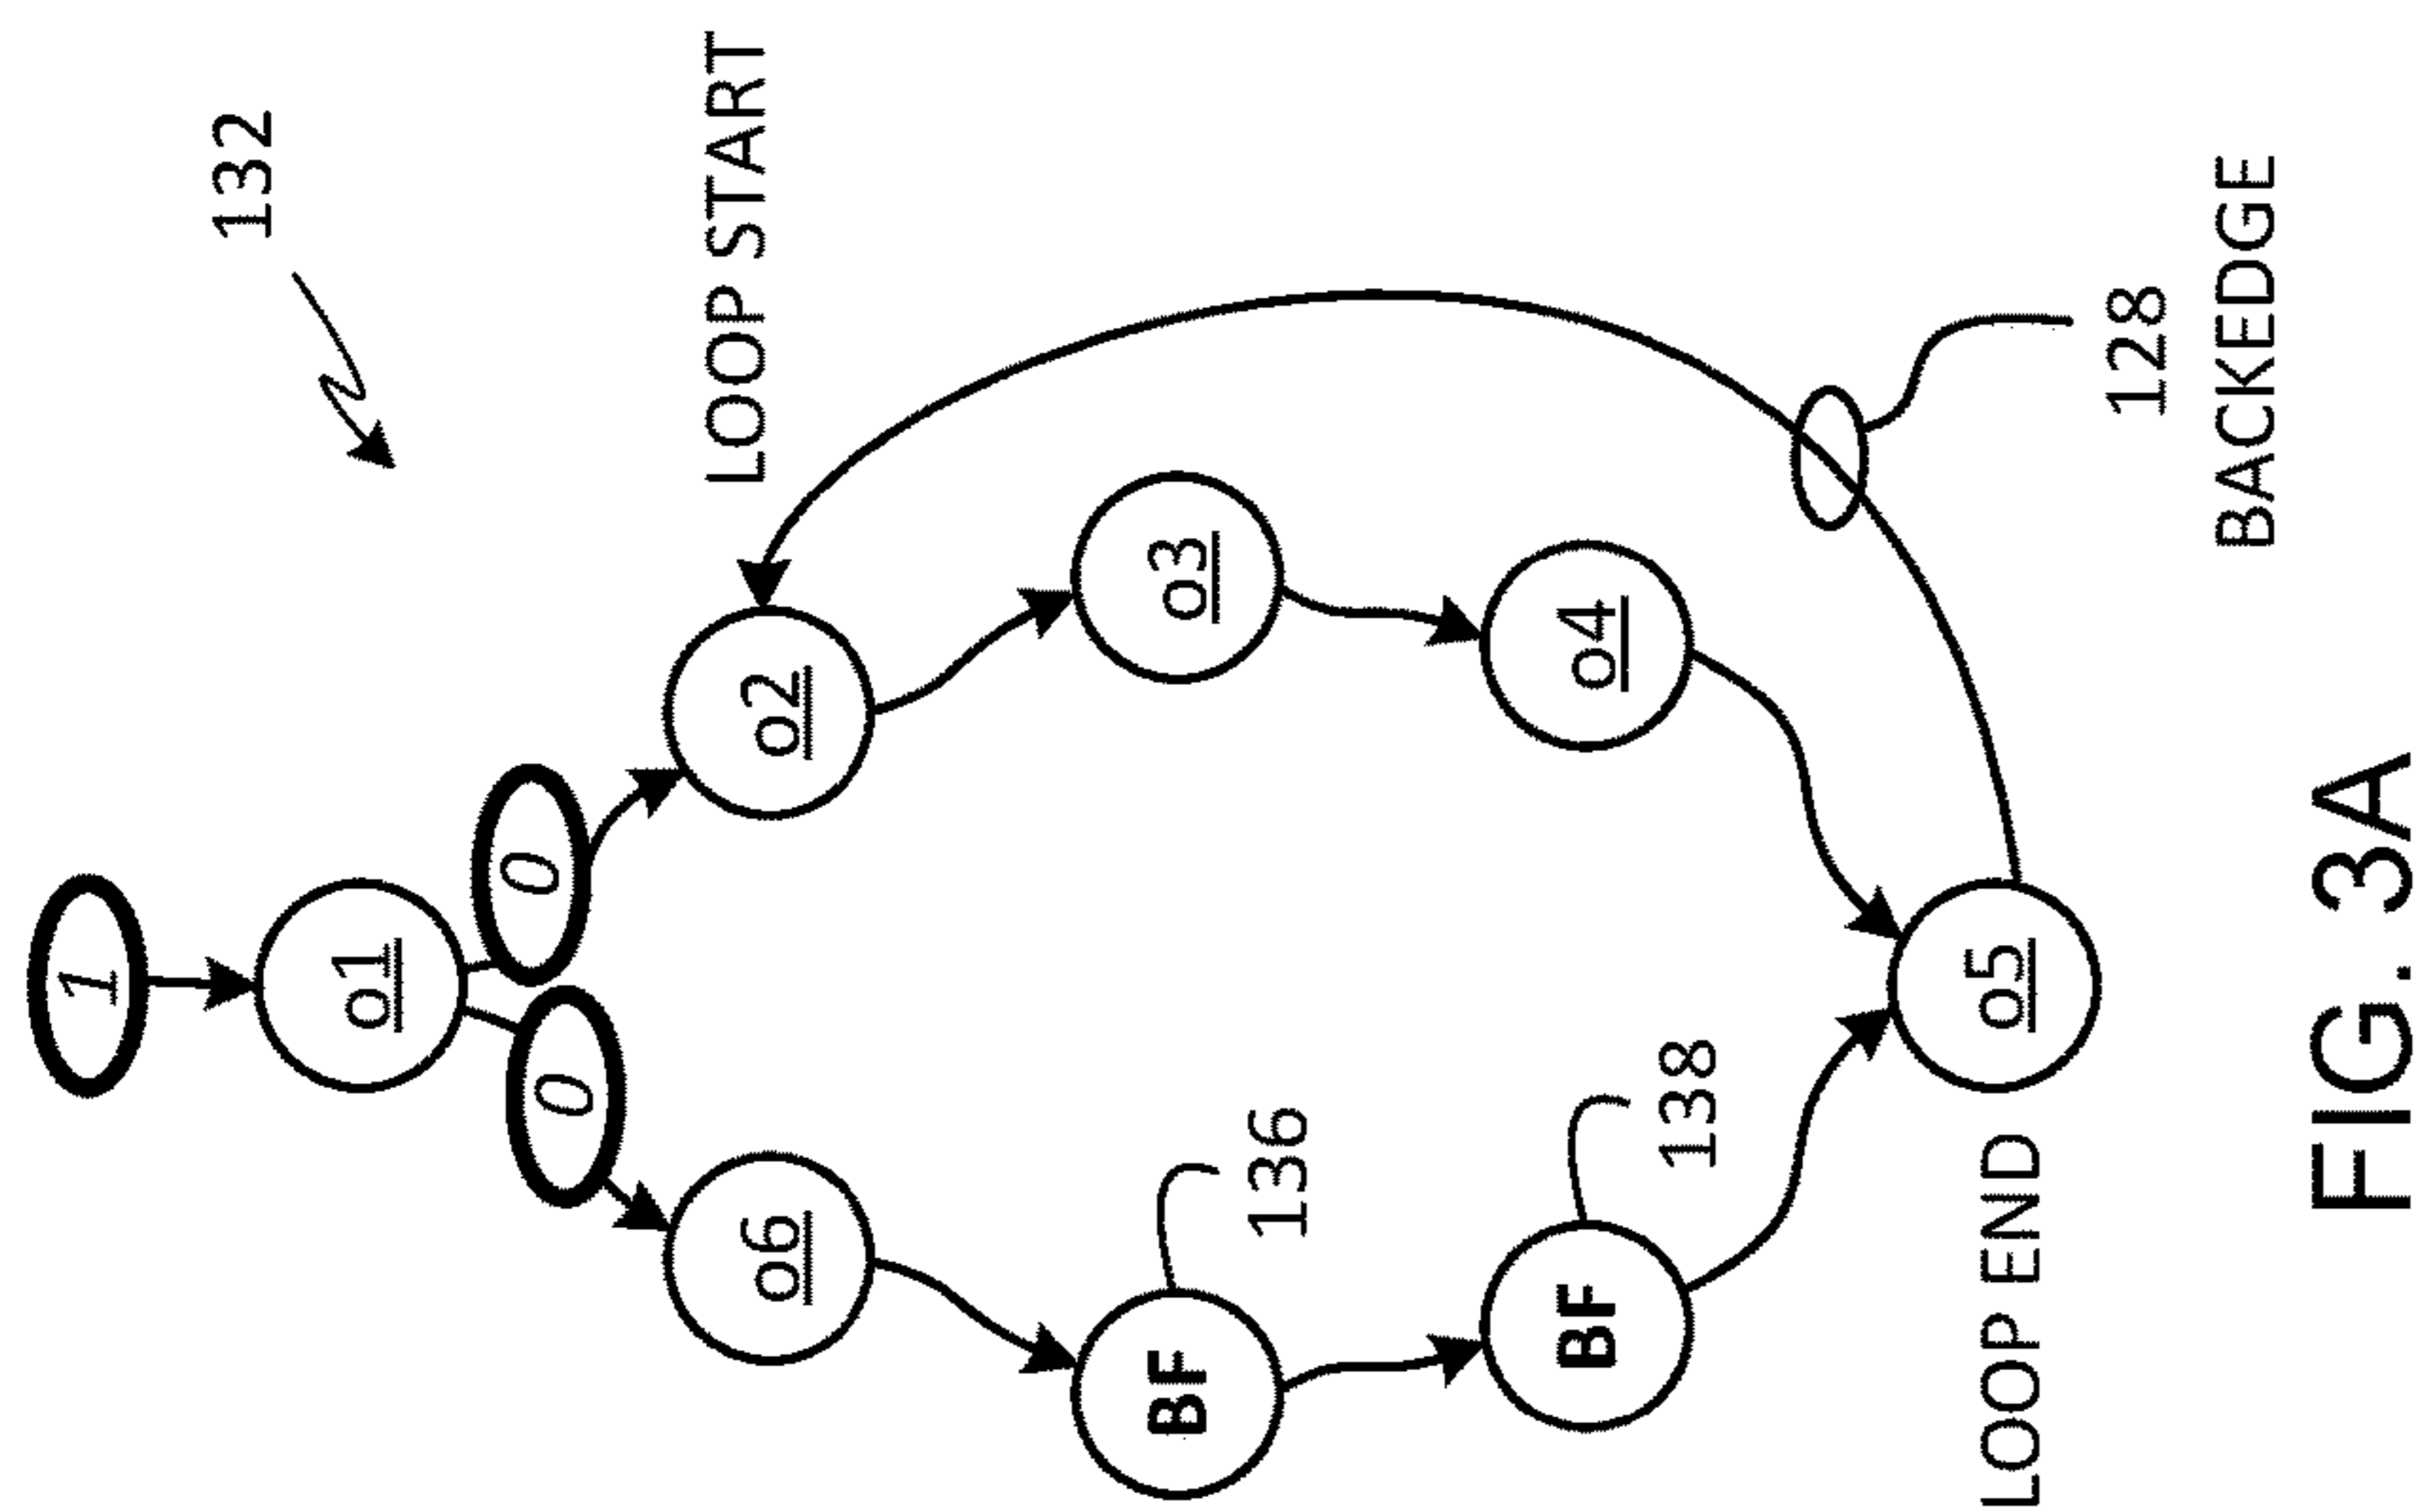 132
1
o1
0
0
LOOP START
o6
o2
BF
136
o3
BF
138
o4
LOOP END
o5
128
BACKEDGE
FIG. 3A